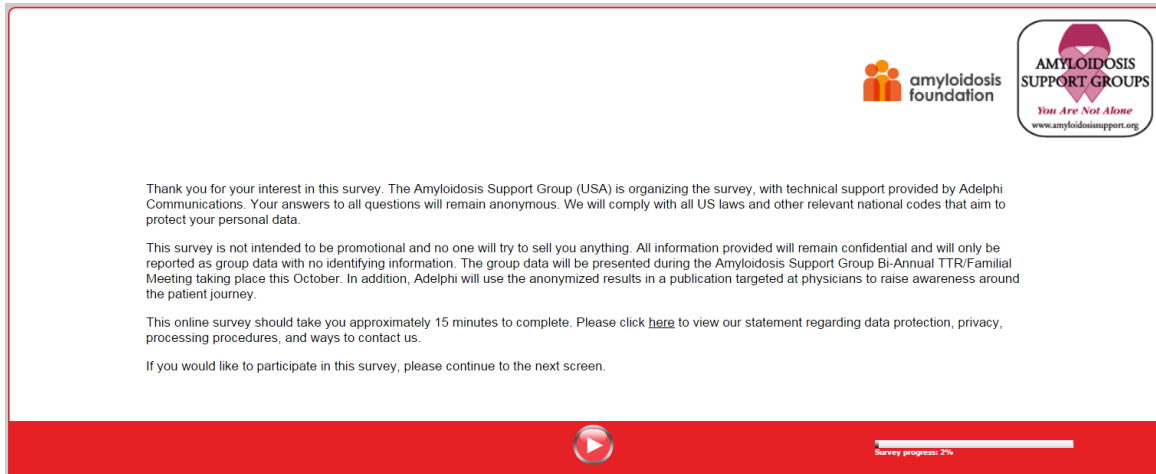 amyloidosis
foundation
AMYLOIDOSIS
SUPPORT GROUPS
You Are Not Alone
www.amyloidosissupport.org
Thank you for your interest in this survey. The Amyloidosis Support Group (USA) is organizing the survey, with technical support provided by Adelphi
Communications. Your answers to all questions will remain anonymous. We will comply with all US laws and other relevant national codes that aim to
protect your personal data.
This survey is not intended to be promotional and no one will try to sell you anything. All information provided will remain confidential and will only be
reported as group data with no identifying information. The group data will be presented during the Amyloidosis Support Group Bi-Annual TTR/Familial
Meeting taking place this October. In addition, Adelphi will use the anonymized results in a publication targeted at physicians to raise awareness around
the patient journey.
This online survey should take you approximately 15 minutes to complete. Please click here to view our statement regarding data protection, privacy,
processing procedures, and ways to contact us.
If you would like to participate in this survey, please continue to the next screen.
Survey progress: 2%